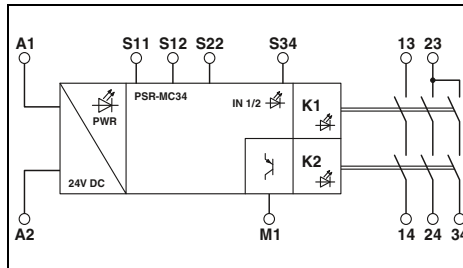 A1 S11 S12 S22 S34 13 23
PSR-MC34 IN 1/2 K1
PWR
K2
24V DC
A2 M1 14 24 34